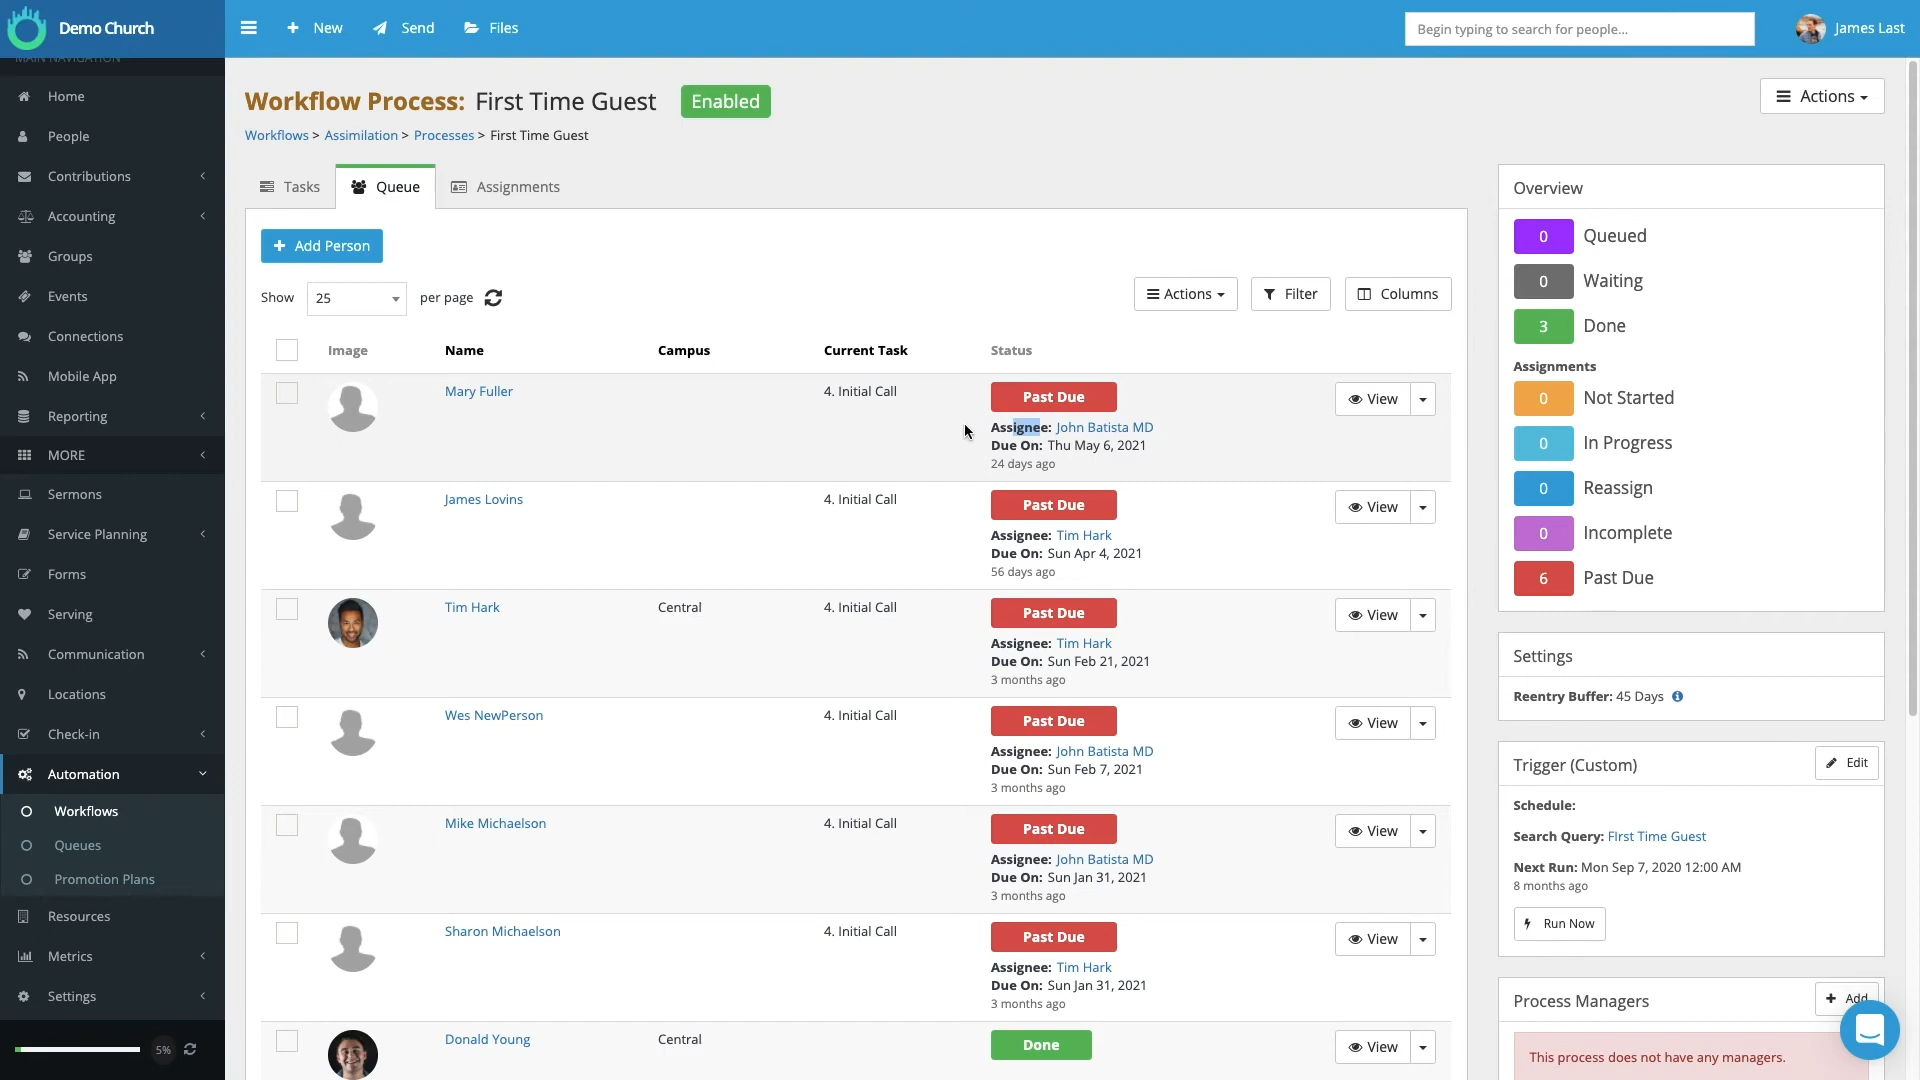 Demo Church
New
Send
Files
Begin typing to search for people...
James Last
MAIN NAVIGATION
Home
People
Contributions
Accounting
Groups
Events
Connections
Mobile App
Reporting
MORE
Sermons
Service Planning
Forms
Serving
Communication
Locations
Check-in
Automation
Workflows
Queues
Promotion Plans
Resources
Metrics
Settings
5%
Workflow Process: First Time Guest Enabled
Actions
Workflows > Assimilation > Processes > First Time Guest
Tasks
Queue
Assignments
Add Person
Show 25 per page
Actions
Filter
Columns
Image Name Campus Current Task Status
Mary Fuller 4. Initial Call Past Due View
Assignee: John Batista MD
Due On: Thu May 6, 2021
24 days ago
James Lovins 4. Initial Call Past Due View
Assignee: Tim Hark
Due On: Sun Apr 4, 2021
56 days ago
Tim Hark Central 4. Initial Call Past Due View
Assignee: Tim Hark
Due On: Sun Feb 21, 2021
3 months ago
Wes NewPerson 4. Initial Call Past Due View
Assignee: John Batista MD
Due On: Sun Feb 7, 2021
3 months ago
Mike Michaelson 4. Initial Call Past Due View
Assignee: John Batista MD
Due On: Sun Jan 31, 2021
3 months ago
Sharon Michaelson 4. Initial Call Past Due View
Assignee: Tim Hark
Due On: Sun Jan 31, 2021
3 months ago
Donald Young Central Done View
Overview
0 Queued
0 Waiting
3 Done
Assignments
0 Not Started
0 In Progress
0 Reassign
0 Incomplete
6 Past Due
Settings
Reentry Buffer: 45 Days
Trigger (Custom) Edit
Schedule:
Search Query: FIrst Time Guest
Next Run: Mon Sep 7, 2020 12:00 AM
8 months ago
Run Now
Process Managers Add
This process does not have any managers.